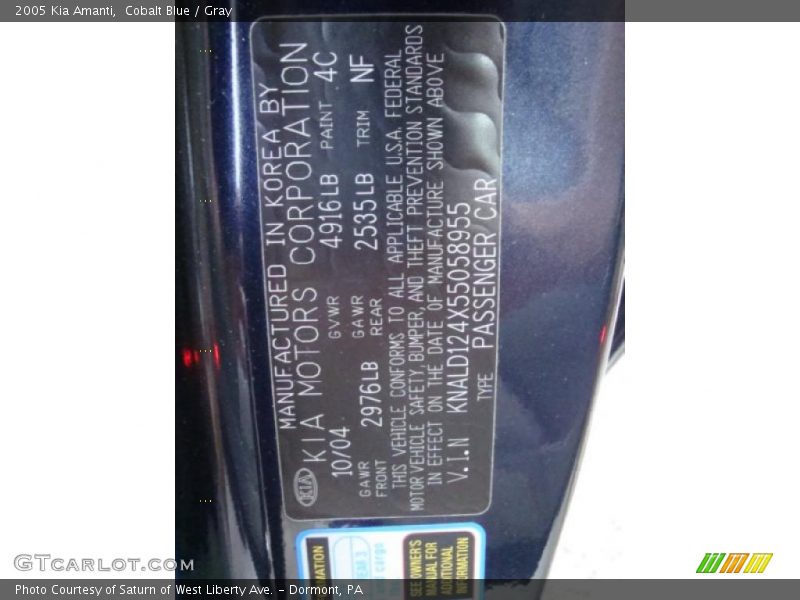 2005 Kia Amanti,  Cobalt Blue / Gray
MANUFACTURED IN KOREA BY
KIA KIA MOTORS CORPORATION
10/04 GVWR 4916LB PAINT 4C
GAWR FRONT 2976LB GAWR REAR 2535LB TRIM NF
THIS VEHICLE CONFORMS TO ALL APPLICABLE U.S.A. FEDERAL
MOTOR VEHICLE SAFETY, BUMPER, AND THEFT PREVENTION STANDARDS
IN EFFECT ON THE DATE OF MANUFACTURE SHOWN ABOVE
V.I.N KNALD124X55058955
TYPE PASSENGER CAR
cargo
SEE OWNER'S
MANUAL FOR
ADDITIONAL
INFORMATION
GTCarLot.com
Photo Courtesy of Saturn of West Liberty Ave. – Dormont, PA